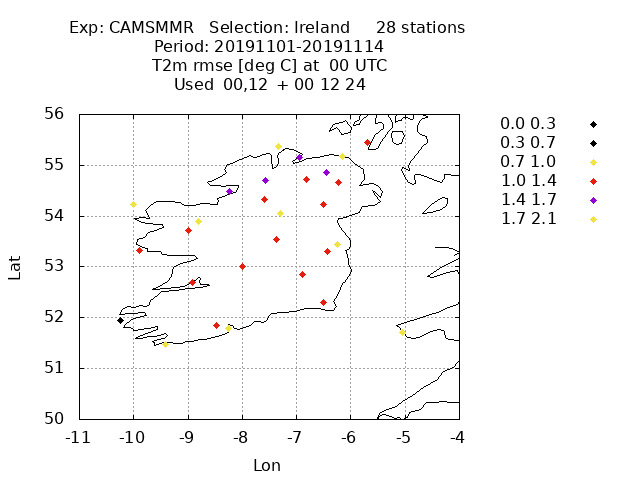 Exp: CAMSMMR   Selection: Ireland     28 stations
Period: 20191101-20191114
T2m rmse [deg C] at  00 UTC
Used  00,12  + 00 12 24
56
55
54
53
52
51
50
-11 -10 -9 -8 -7 -6 -5 -4
Lat
Lon
0.0 0.3
0.3 0.7
0.7 1.0
1.0 1.4
1.4 1.7
1.7 2.1